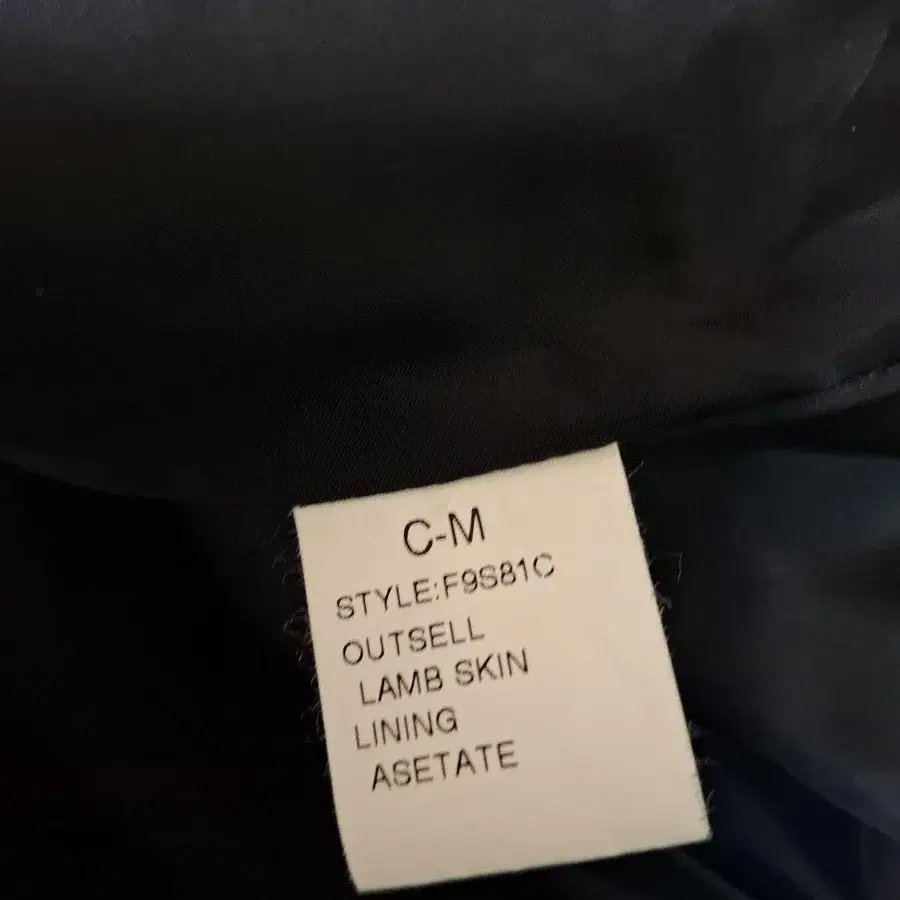 C-M
STYLE:F9S81C
OUTSELL
LAMB SKIN
LINING
ASETATE